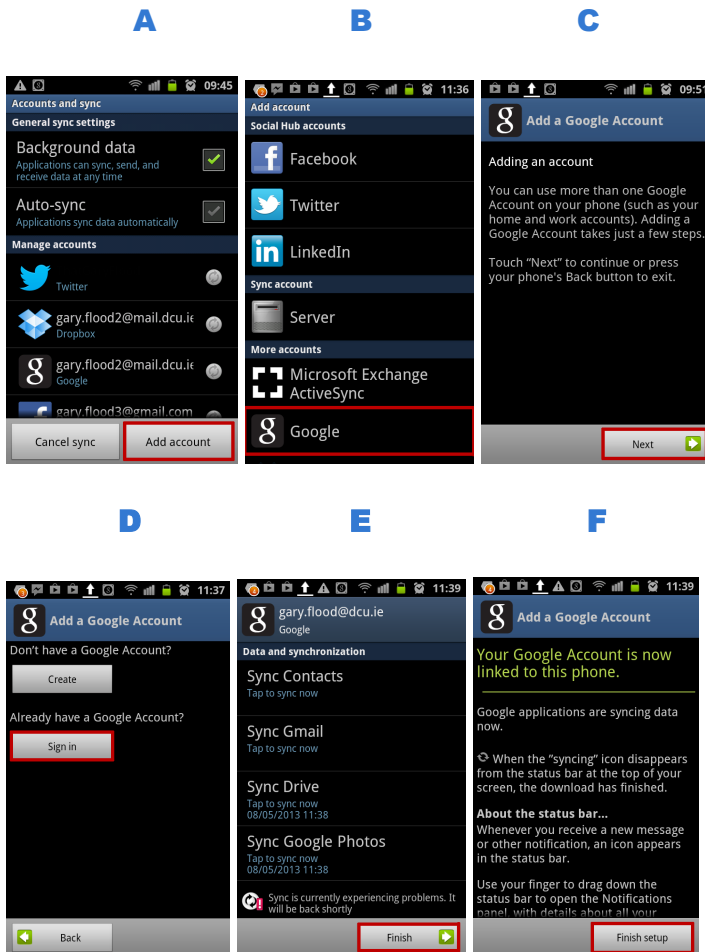 A
B
C
09:45
Accounts and sync
General sync settings
Background data
Applications can sync, send, and
receive data at any time
Auto-sync
Applications sync data automatically
Manage accounts
Twitter
gary.flood2@mail.dcu.ie
Dropbox
gary.flood2@mail.dcu.ie
Google
gary.flood3@gmail.com
Cancel sync
Add account
11:36
Add account
Social Hub accounts
Facebook
Twitter
in LinkedIn
Sync account
Server
More accounts
Microsoft Exchange
ActiveSync
g Google
09:51
g Add a Google Account
Adding an account
You can use more than one Google
Account on your phone (such as your
home and work accounts). Adding a
Google Account takes just a few steps.
Touch “Next” to continue or press
your phone's Back button to exit.
Next
D
E
F
11:37
g Add a Google Account
Don’t have a Google Account?
Create
Already have a Google Account?
Sign in
Back
11:39
gary.flood@dcu.ie
Google
Data and synchronization
Sync Contacts
Tap to sync now
Sync Gmail
Tap to sync now
Sync Drive
Tap to sync now
08/05/2013 11:38
Sync Google Photos
Tap to sync now
08/05/2013 11:38
Sync is currently experiencing problems. It
will be back shortly
Finish
11:39
g Add a Google Account
Your Google Account is now
linked to this phone.
Google applications are syncing data
now.
When the “syncing” icon disappears
from the status bar at the top of your
screen, the download has finished.
About the status bar...
Whenever you receive a new message
or other notification, an icon appears
in the status bar.
Use your finger to drag down the
status bar to open the Notifications
panel, with details about all your
Finish setup